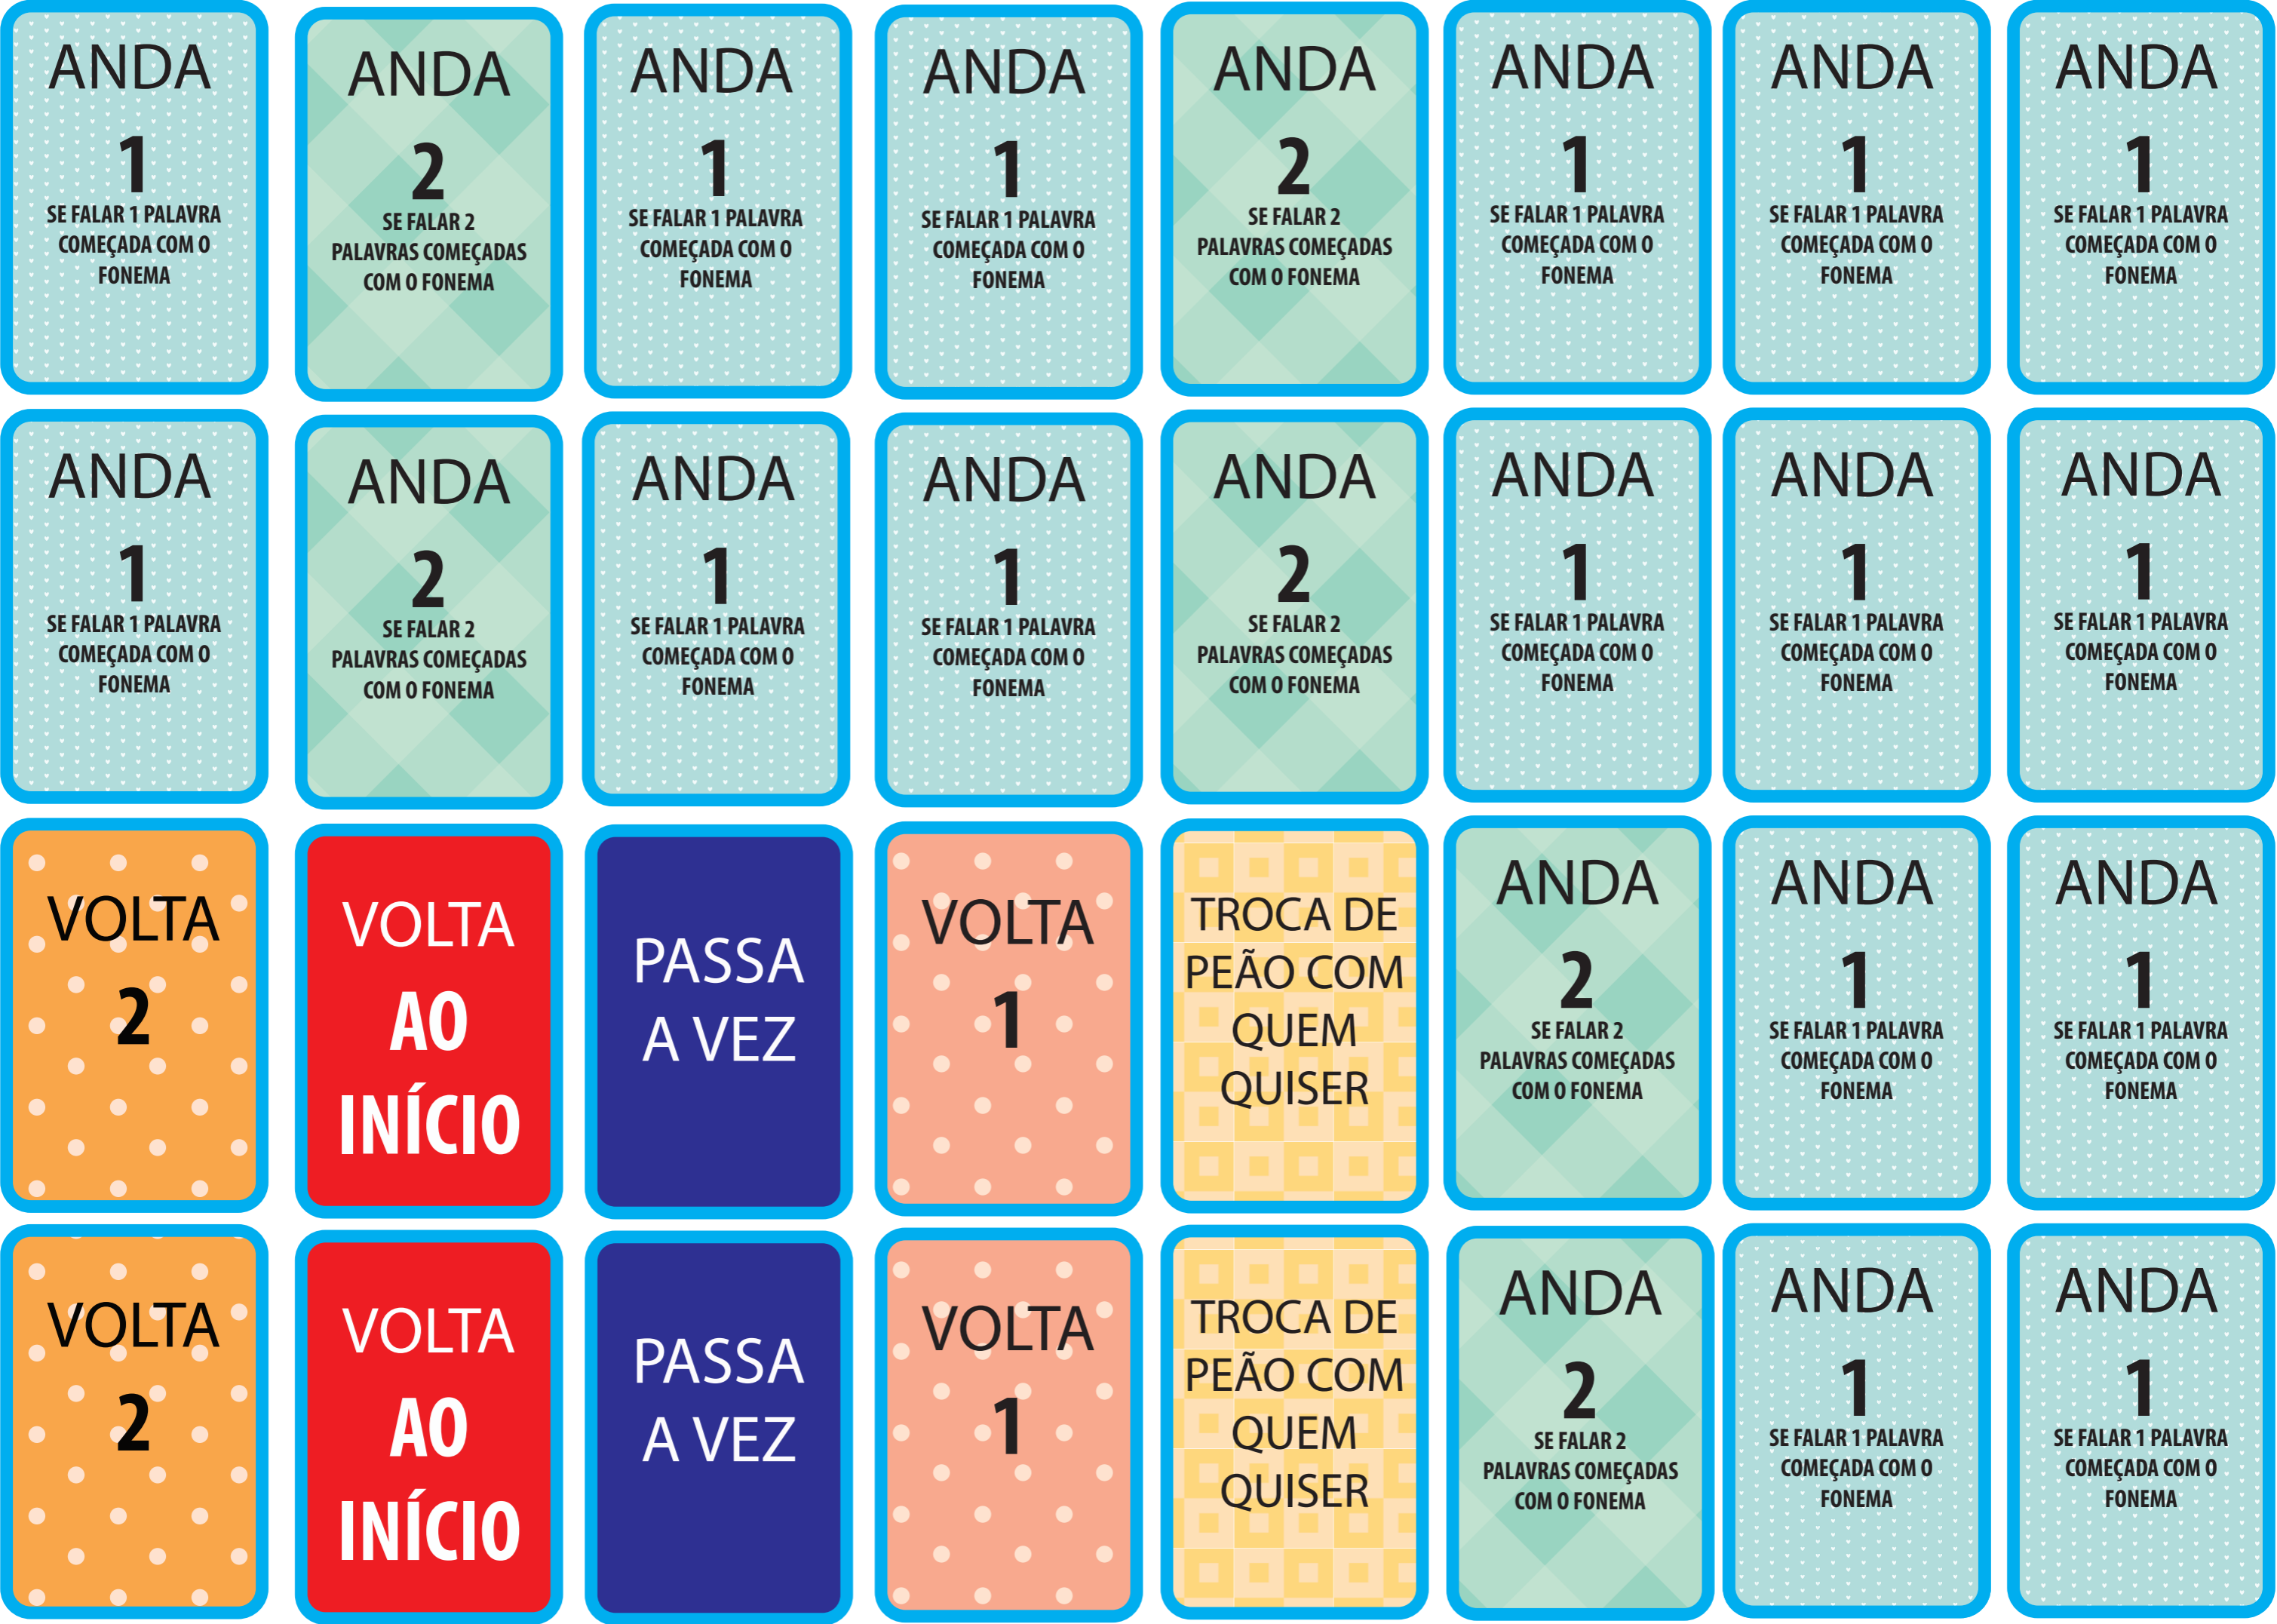 ANDA
1
SE FALAR 1 PALAVRA
COMEÇADA COM O
FONEMA
ANDA
2
SE FALAR 2
PALAVRAS COMEÇADAS
COM O FONEMA
ANDA
1
SE FALAR 1 PALAVRA
COMEÇADA COM O
FONEMA
ANDA
1
SE FALAR 1 PALAVRA
COMEÇADA COM O
FONEMA
ANDA
2
SE FALAR 2
PALAVRAS COMEÇADAS
COM O FONEMA
ANDA
1
SE FALAR 1 PALAVRA
COMEÇADA COM O
FONEMA
ANDA
1
SE FALAR 1 PALAVRA
COMEÇADA COM O
FONEMA
ANDA
1
SE FALAR 1 PALAVRA
COMEÇADA COM O
FONEMA
ANDA
1
SE FALAR 1 PALAVRA
COMEÇADA COM O
FONEMA
ANDA
2
SE FALAR 2
PALAVRAS COMEÇADAS
COM O FONEMA
ANDA
1
SE FALAR 1 PALAVRA
COMEÇADA COM O
FONEMA
ANDA
1
SE FALAR 1 PALAVRA
COMEÇADA COM O
FONEMA
ANDA
2
SE FALAR 2
PALAVRAS COMEÇADAS
COM O FONEMA
ANDA
1
SE FALAR 1 PALAVRA
COMEÇADA COM O
FONEMA
ANDA
1
SE FALAR 1 PALAVRA
COMEÇADA COM O
FONEMA
ANDA
1
SE FALAR 1 PALAVRA
COMEÇADA COM O
FONEMA
VOLTA
2
VOLTA
AO
INÍCIO
PASSA
A VEZ
VOLTA
1
TROCA DE
PEÃO COM
QUEM
QUISER
ANDA
2
SE FALAR 2
PALAVRAS COMEÇADAS
COM O FONEMA
ANDA
1
SE FALAR 1 PALAVRA
COMEÇADA COM O
FONEMA
ANDA
1
SE FALAR 1 PALAVRA
COMEÇADA COM O
FONEMA
VOLTA
2
VOLTA
AO
INÍCIO
PASSA
A VEZ
VOLTA
1
TROCA DE
PEÃO COM
QUEM
QUISER
ANDA
2
SE FALAR 2
PALAVRAS COMEÇADAS
COM O FONEMA
ANDA
1
SE FALAR 1 PALAVRA
COMEÇADA COM O
FONEMA
ANDA
1
SE FALAR 1 PALAVRA
COMEÇADA COM O
FONEMA